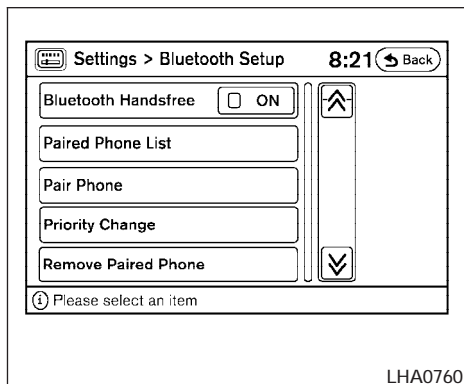 Settings > Bluetooth Setup 8:21 Back
Bluetooth Handsfree ON
Paired Phone List
Pair Phone
Priority Change
Remove Paired Phone
i Please select an item
LHA0760